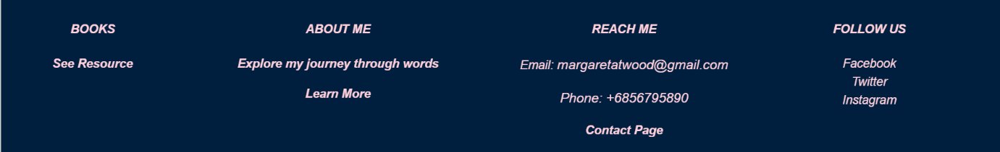 BOOKS
See Resource
ABOUT ME
Explore my journey through words
Learn More
REACH ME
Email: margaretatwood@gmail.com
Phone: +6856795890
Contact Page
FOLLOW US
Facebook
Twitter
Instagram